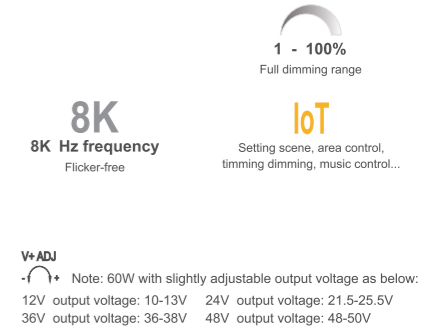 1 - 100%
Full dimming range
8K
8K Hz frequency
Flicker-free
IoT
Setting scene, area control,
timming dimming, music control...
V+ ADJ
- + Note: 60W with slightly adjustable output voltage as below:
12V output voltage: 10-13V 24V output voltage: 21.5-25.5V
36V output voltage: 36-38V 48V output voltage: 48-50V